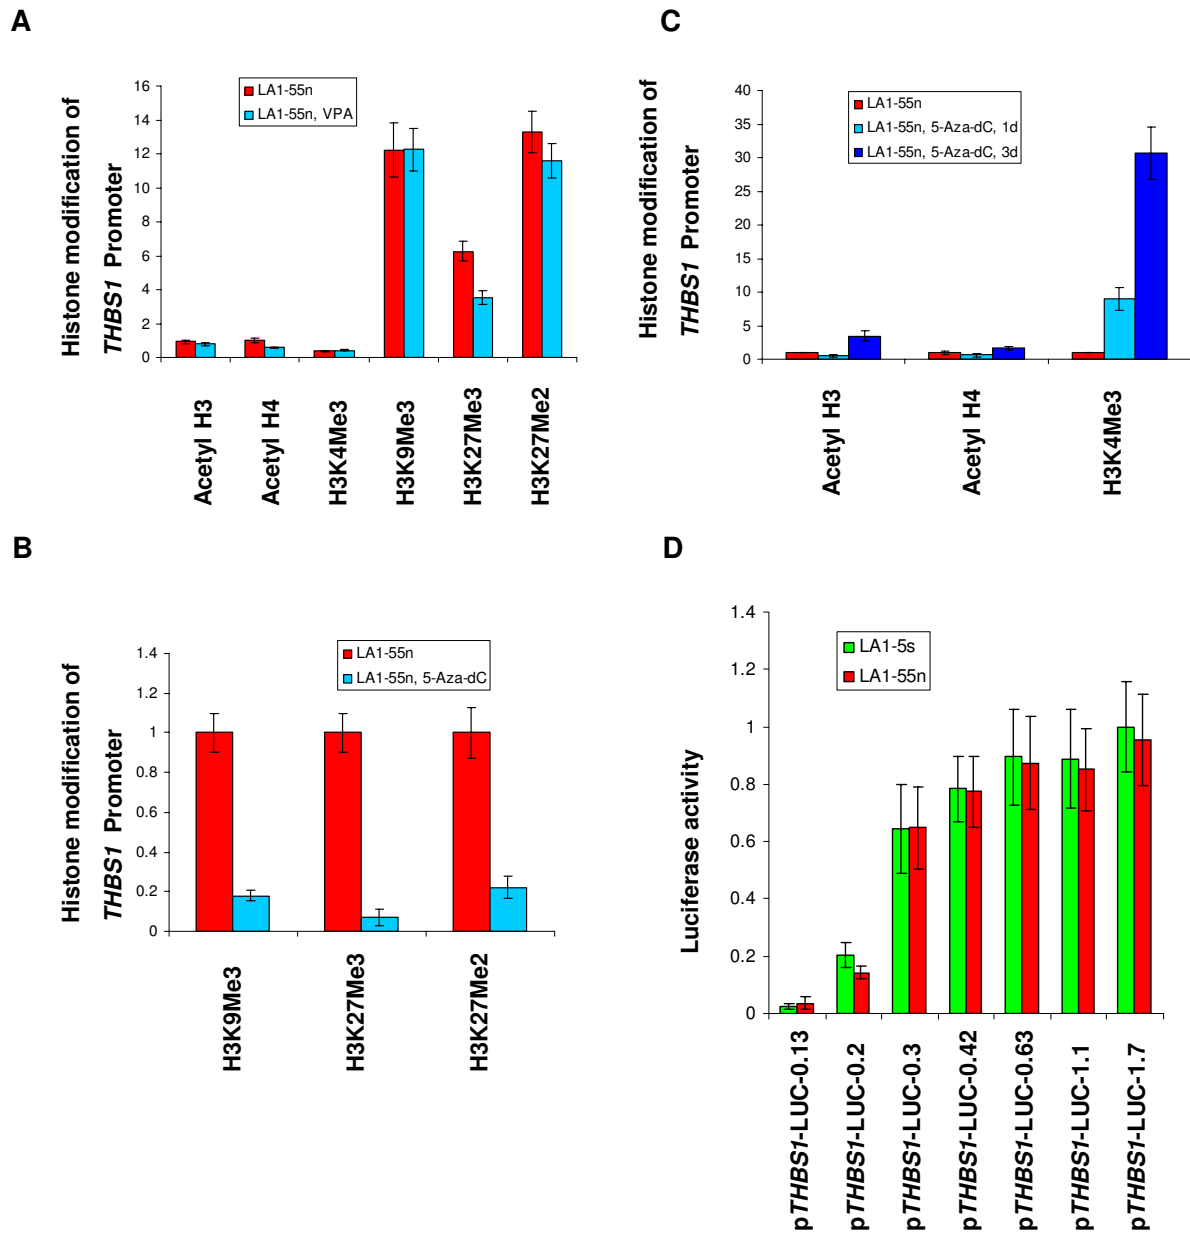 A
Histone modification of
THBS1 Promoter
16
14
12
10
8
6
4
2
0
LA1-55n
LA1-55n, VPA
Acetyl H3
Acetyl H4
H3K4Me3
H3K9Me3
H3K27Me3
H3K27Me2
C
Histone modification of
THBS1 Promoter
40
35
30
25
20
15
10
5
0
LA1-55n
LA1-55n, 5-Aza-dC, 1d
LA1-55n, 5-Aza-dC, 3d
Acetyl H3
Acetyl H4
H3K4Me3
B
Histone modification of
THBS1 Promoter
1.4
1.2
1
0.8
0.6
0.4
0.2
0
LA1-55n
LA1-55n, 5-Aza-dC
H3K9Me3
H3K27Me3
H3K27Me2
D
Luciferase activity
1.4
1.2
1
0.8
0.6
0.4
0.2
0
LA1-5s
LA1-55n
pTHBS1-LUC-0.13
pTHBS1-LUC-0.2
pTHBS1-LUC-0.3
pTHBS1-LUC-0.42
pTHBS1-LUC-0.63
pTHBS1-LUC-1.1
pTHBS1-LUC-1.7